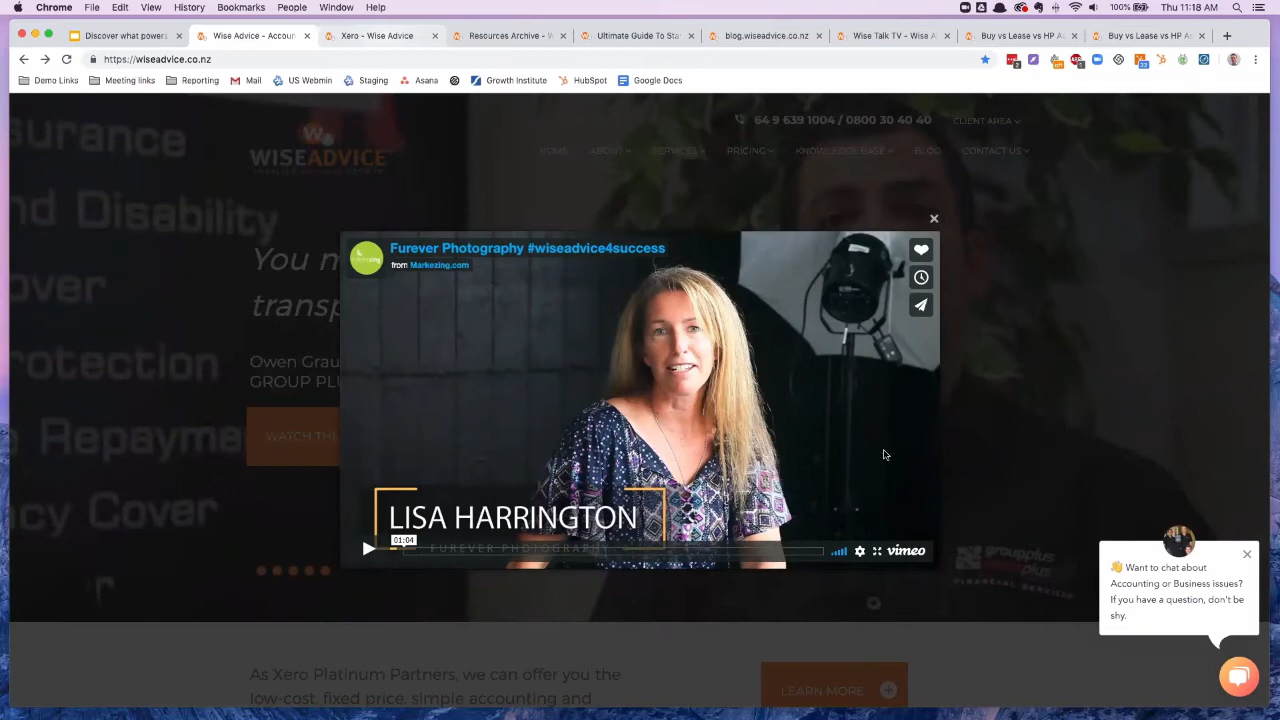 Chrome File Edit View History Bookmarks People Window Help 100% Thu 11:18 AM
Discover what powers Wise Advice - Accoun Xero - Wise Advice Resources Archive - W Ultimate Guide To Sta blog.wiseadvice.co.nz Wise Talk TV - Wise A Buy vs Lease vs HP A Buy vs Lease vs HP As
https://wiseadvice.co.nz
Demo Links Meeting links Reporting Mail US Webmin Staging Asana Growth Institute HubSpot Google Docs
surance
nd Disability
over
rotection
n Repayme
ncy Cover
64 9 639 1004 / 0800 30 40 40 CLIENT AREA
WISEADVICE
HOME ABOUT SERVICES PRICING KNOWLEDGE BASE BLOG CONTACT US
You n
transp
Owen Grau
GROUP PLU
WATCH THE
Furever Photography #wiseadvice4success
from Markezing.com
LISA HARRINGTON
01:04
FUREVER PHOTOGRAPH
vimeo
groupplus
FINANCIAL SERVICES
👋 Want to chat about
Accounting or Business issues?
If you have a question, don't be
shy.
As Xero Platinum Partners, we can offer you the
low-cost, fixed price, simple accounting and
LEARN MORE